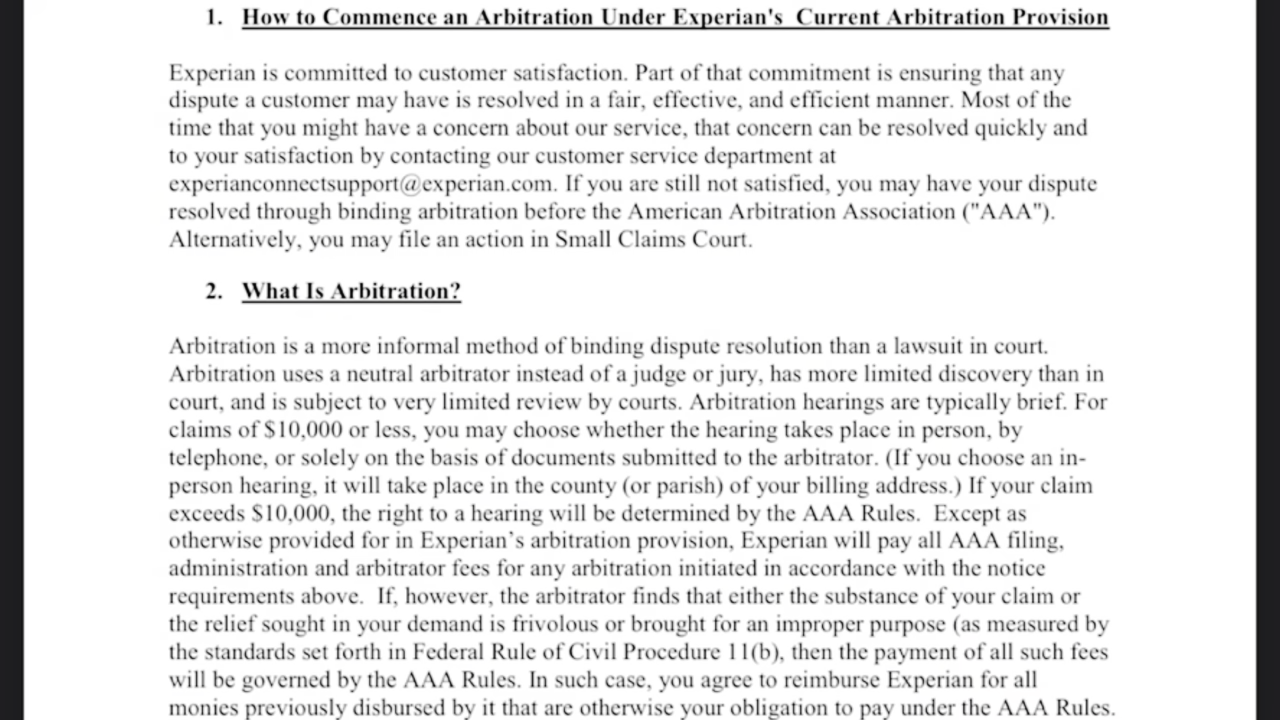 1. How to Commence an Arbitration Under Experian's  Current Arbitration Provision
Experian is committed to customer satisfaction. Part of that commitment is ensuring that any
dispute a customer may have is resolved in a fair, effective, and efficient manner. Most of the
time that you might have a concern about our service, that concern can be resolved quickly and
to your satisfaction by contacting our customer service department at
experianconnectsupport@experian.com. If you are still not satisfied, you may have your dispute
resolved through binding arbitration before the American Arbitration Association ("AAA").
Alternatively, you may file an action in Small Claims Court.
2. What Is Arbitration?
Arbitration is a more informal method of binding dispute resolution than a lawsuit in court.
Arbitration uses a neutral arbitrator instead of a judge or jury, has more limited discovery than in
court, and is subject to very limited review by courts. Arbitration hearings are typically brief. For
claims of $10,000 or less, you may choose whether the hearing takes place in person, by
telephone, or solely on the basis of documents submitted to the arbitrator. (If you choose an in-
person hearing, it will take place in the county (or parish) of your billing address.) If your claim
exceeds $10,000, the right to a hearing will be determined by the AAA Rules.  Except as
otherwise provided for in Experian’s arbitration provision, Experian will pay all AAA filing,
administration and arbitrator fees for any arbitration initiated in accordance with the notice
requirements above.  If, however, the arbitrator finds that either the substance of your claim or
the relief sought in your demand is frivolous or brought for an improper purpose (as measured by
the standards set forth in Federal Rule of Civil Procedure 11(b), then the payment of all such fees
will be governed by the AAA Rules. In such case, you agree to reimburse Experian for all
monies previously disbursed by it that are otherwise your obligation to pay under the AAA Rules.